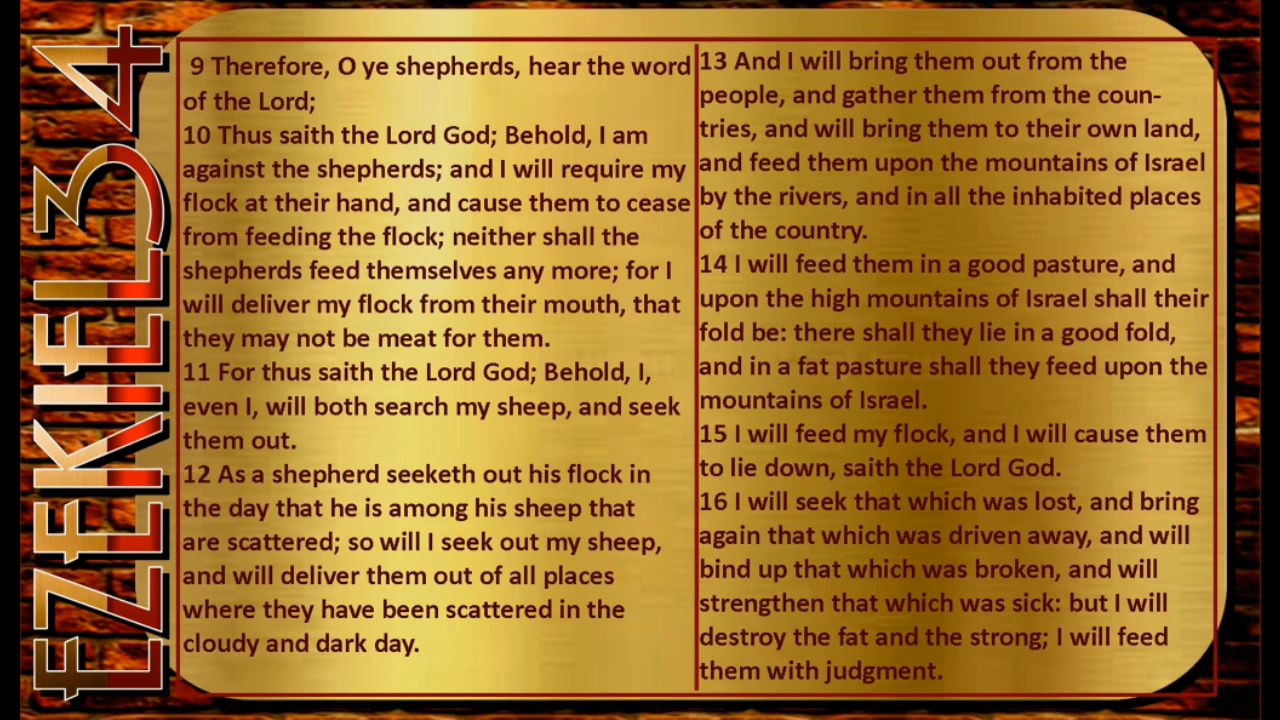 EZEKIEL 34
9 Therefore, O ye shepherds, hear the word
of the Lord;
10 Thus saith the Lord God; Behold, I am
against the shepherds; and I will require my
flock at their hand, and cause them to cease
from feeding the flock; neither shall the
shepherds feed themselves any more; for I
will deliver my flock from their mouth, that
they may not be meat for them.
11 For thus saith the Lord God; Behold, I,
even I, will both search my sheep, and seek
them out.
12 As a shepherd seeketh out his flock in
the day that he is among his sheep that
are scattered; so will I seek out my sheep,
and will deliver them out of all places
where they have been scattered in the
cloudy and dark day.
13 And I will bring them out from the
people, and gather them from the coun-
tries, and will bring them to their own land,
and feed them upon the mountains of Israel
by the rivers, and in all the inhabited places
of the country.
14 I will feed them in a good pasture, and
upon the high mountains of Israel shall their
fold be: there shall they lie in a good fold,
and in a fat pasture shall they feed upon the
mountains of Israel.
15 I will feed my flock, and I will cause them
to lie down, saith the Lord God.
16 I will seek that which was lost, and bring
again that which was driven away, and will
bind up that which was broken, and will
strengthen that which was sick: but I will
destroy the fat and the strong; I will feed
them with judgment.